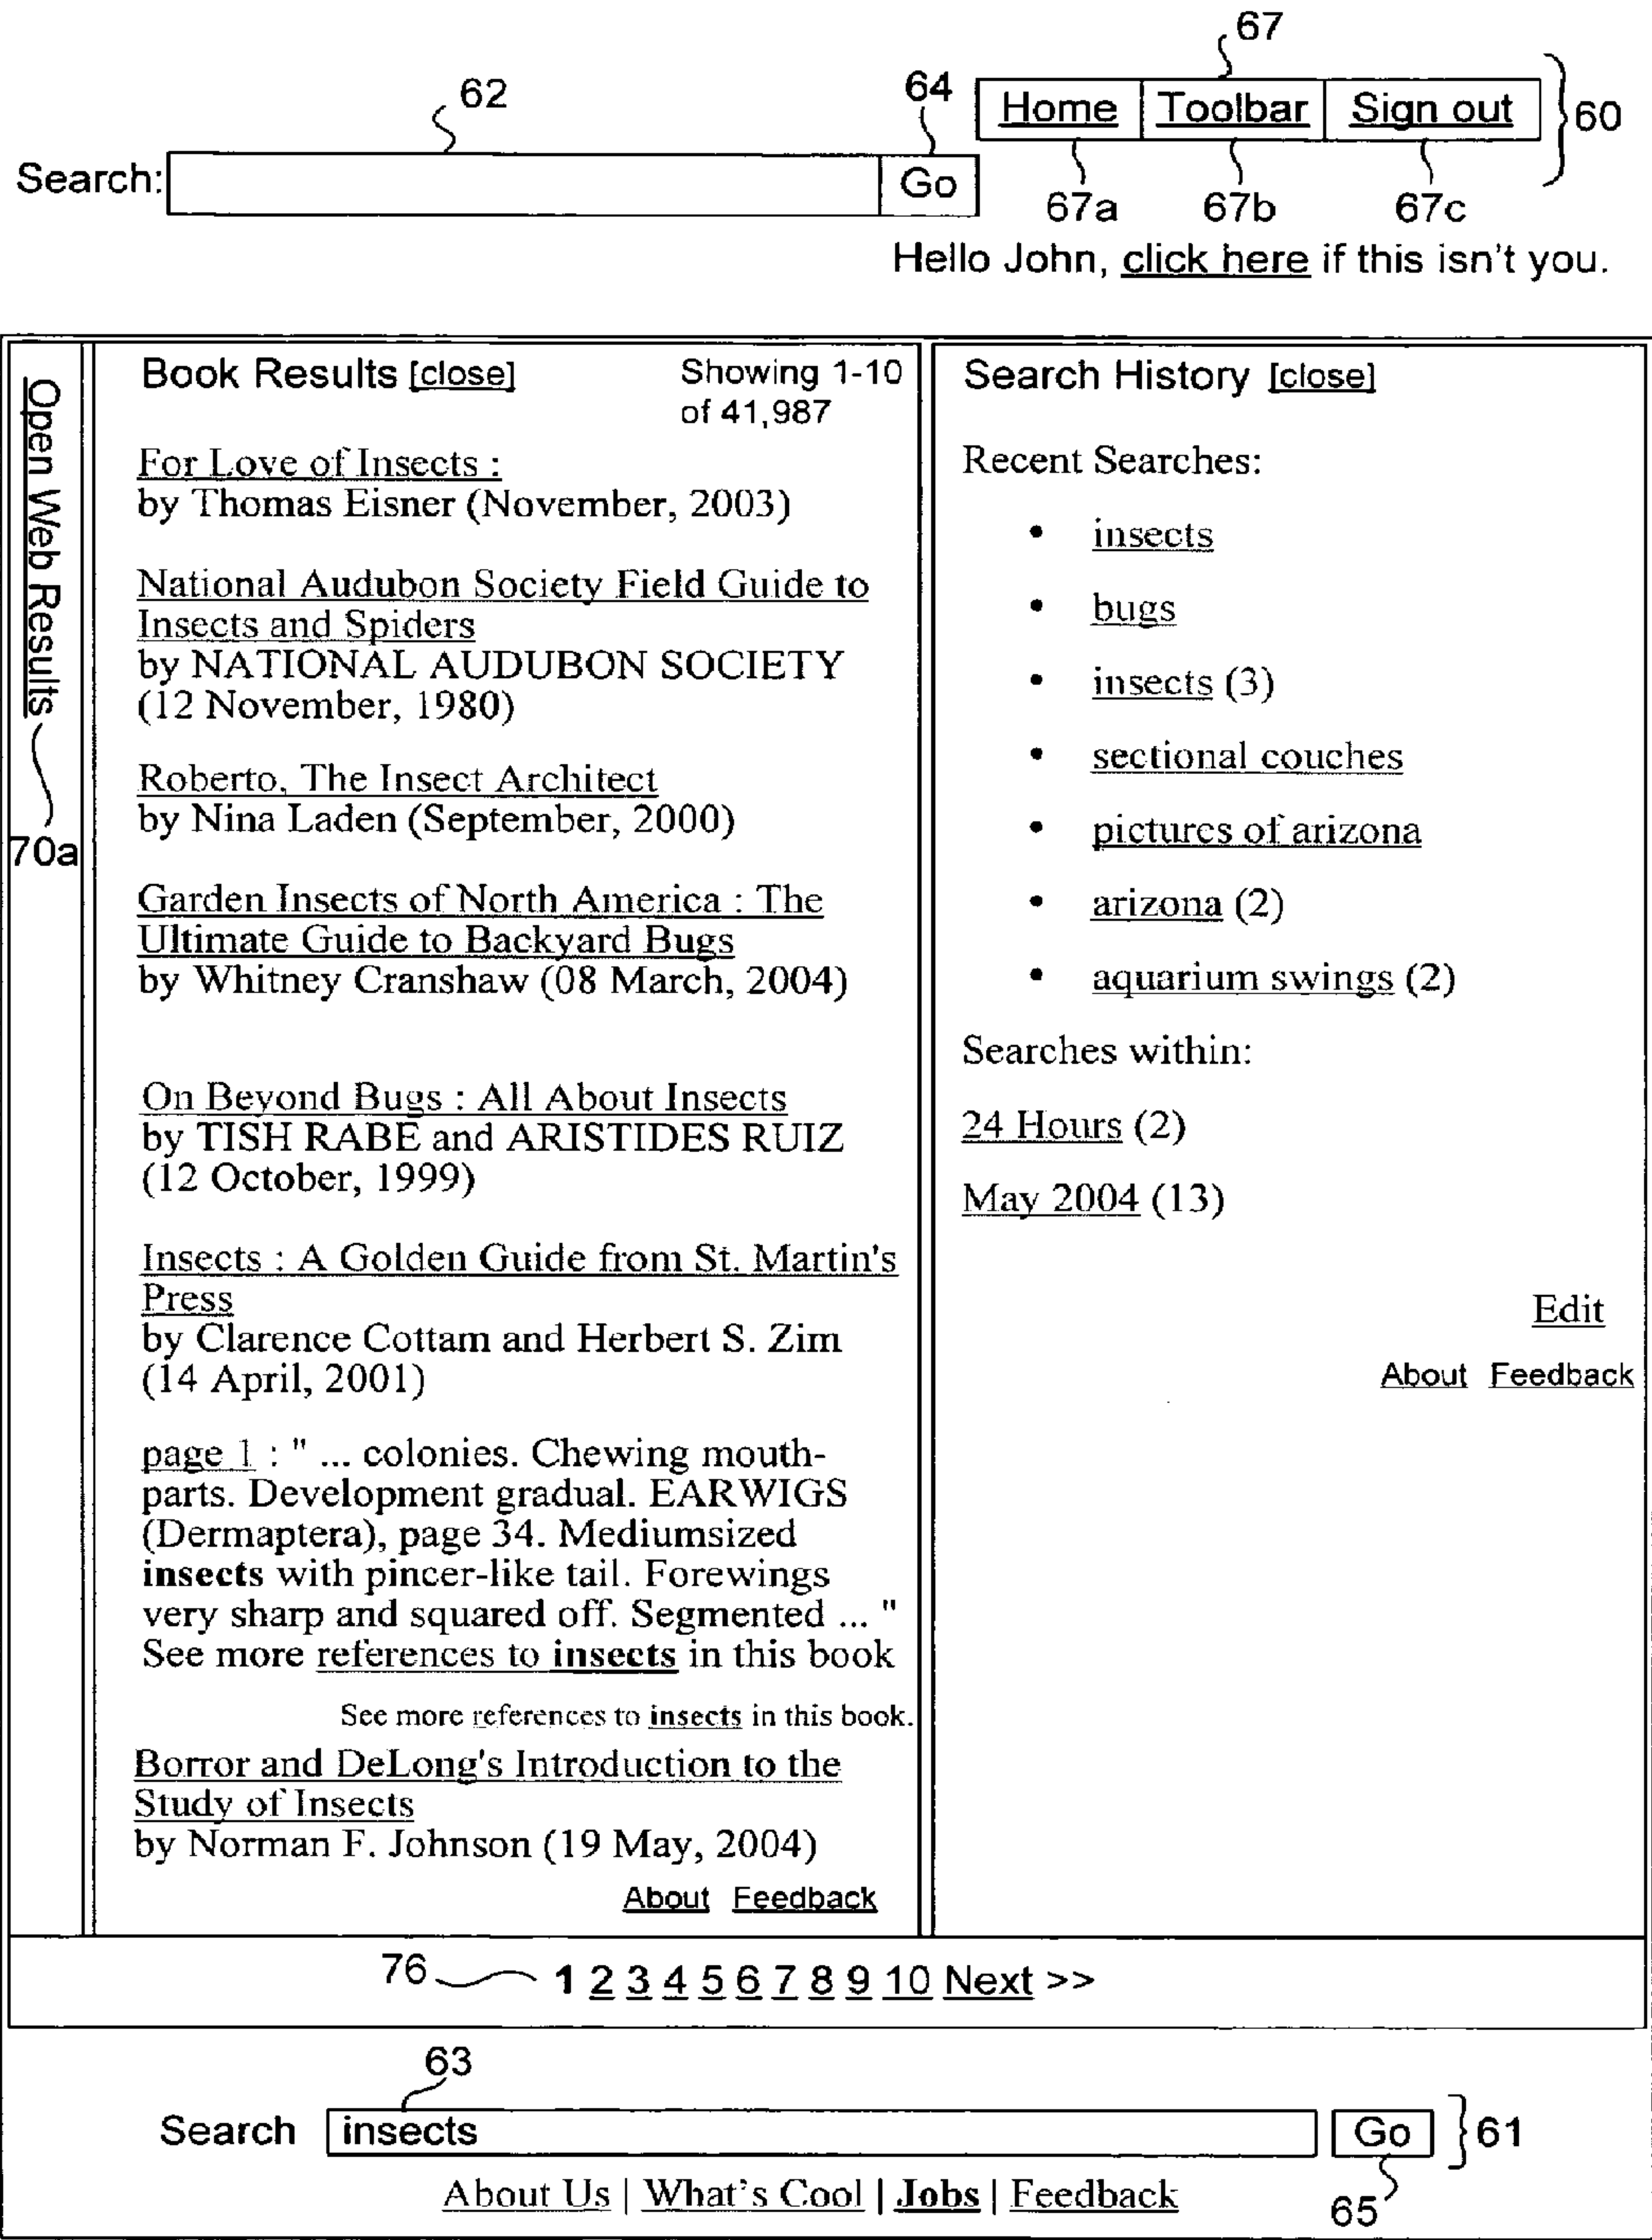 67
62
64
Home Toolbar Sign out
60
Search:
Go
67a 67b 67c
Hello John, click here if this isn't you.
Open Web Results
70a
Book Results [close]
Showing 1-10
of 41,987
For Love of Insects :
by Thomas Eisner (November, 2003)
National Audubon Society Field Guide to
Insects and Spiders
by NATIONAL AUDUBON SOCIETY
(12 November, 1980)
Roberto, The Insect Architect
by Nina Laden (September, 2000)
Garden Insects of North America : The
Ultimate Guide to Backyard Bugs
by Whitney Cranshaw (08 March, 2004)
On Beyond Bugs : All About Insects
by TISH RABE and ARISTIDES RUIZ
(12 October, 1999)
Insects : A Golden Guide from St. Martin's
Press
by Clarence Cottam and Herbert S. Zim
(14 April, 2001)
page 1 : " ... colonies. Chewing mouth-
parts. Development gradual. EARWIGS
(Dermaptera), page 34. Mediumsized
insects with pincer-like tail. Forewings
very sharp and squared off. Segmented ... "
See more references to insects in this book
See more references to insects in this book.
Borror and DeLong's Introduction to the
Study of Insects
by Norman F. Johnson (19 May, 2004)
About Feedback
Search History [close]
Recent Searches:
• insects
• bugs
• insects (3)
• sectional couches
• pictures of arizona
• arizona (2)
• aquarium swings (2)
Searches within:
24 Hours (2)
May 2004 (13)
Edit
About Feedback
76
1 2 3 4 5 6 7 8 9 10 Next >>
63
Search insects Go
61
65
About Us | What's Cool | Jobs | Feedback